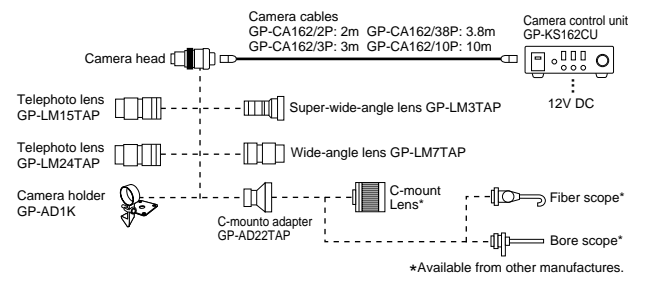 Camera cables
GP-CA162/2P: 2m GP-CA162/38P: 3.8m
GP-CA162/3P: 3m GP-CA162/10P: 10m
Camera control unit
GP-KS162CU
Camera head
12V DC
Telephoto lens
GP-LM15TAP
Super-wide-angle lens GP-LM3TAP
Telephoto lens
GP-LM24TAP
Wide-angle lens GP-LM7TAP
Camera holder
GP-AD1K
C-mounto adapter
GP-AD22TAP
C-mount
Lens*
Fiber scope*
Bore scope*
*Available from other manufactures.